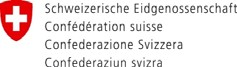 Schweizerische Eidgenossenschaft
Confédération suisse
Confederazione Svizzera
Confederaziun svizra